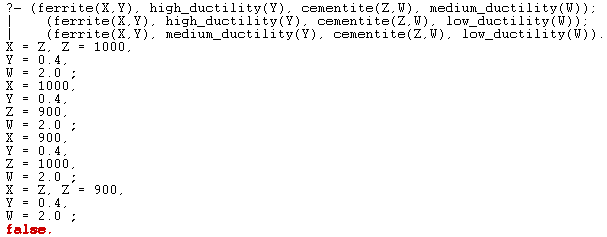 ?- (ferrite(X,Y), high_ductility(Y), cementite(Z,W), medium_ductility(W));
|    (ferrite(X,Y), high_ductility(Y), cementite(Z,W), low_ductility(W));
|    (ferrite(X,Y), medium_ductility(Y), cementite(Z,W), low_ductility(W)).
X = Z, Z = 1000,
Y = 0.4,
W = 2.0 ;
X = 1000,
Y = 0.4,
Z = 900,
W = 2.0 ;
X = 900,
Y = 0.4,
Z = 1000,
W = 2.0 ;
X = Z, Z = 900,
Y = 0.4,
W = 2.0 ;
false.